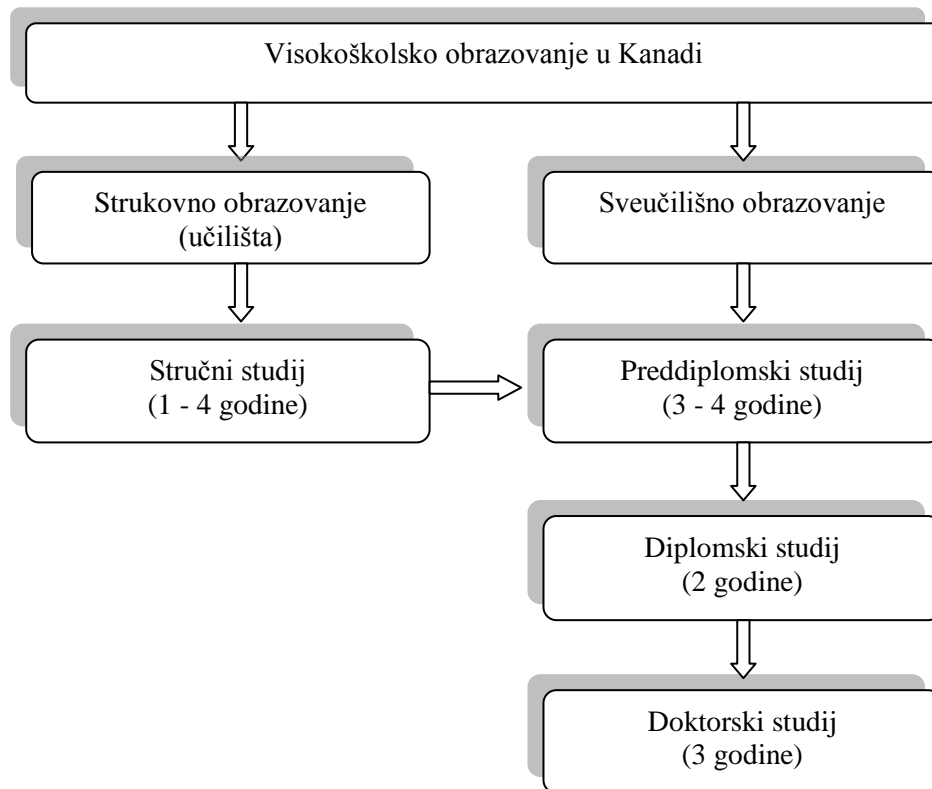 Visokoškolsko obrazovanje u Kanadi
Strukovno obrazovanje
(učilišta)
Sveučilišno obrazovanje
Stručni studij
(1 - 4 godine)
Preddiplomski studij
(3 - 4 godine)
Diplomski studij
(2 godine)
Doktorski studij
(3 godine)